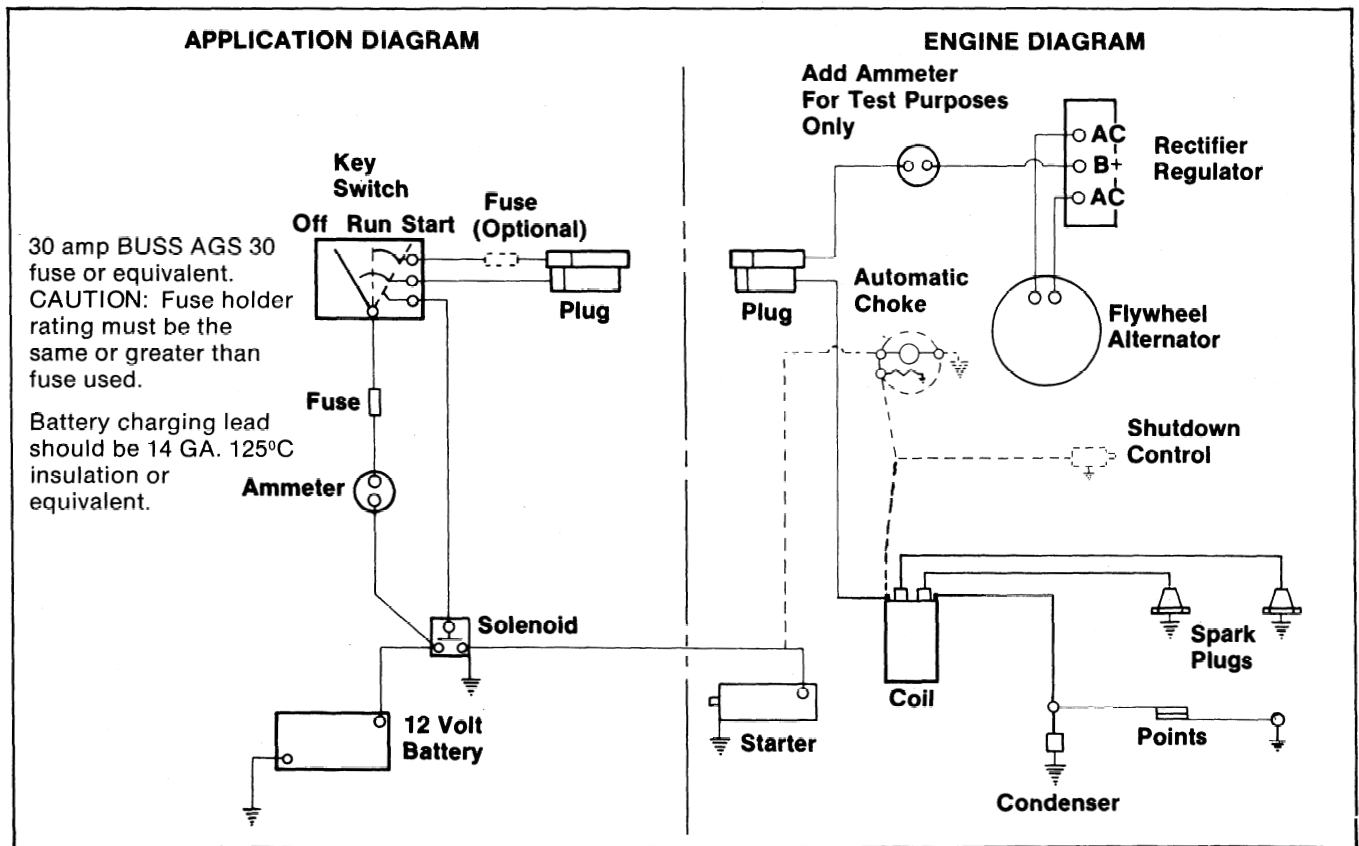 APPLICATION DIAGRAM
Key
Switch
Off Run Start
Fuse
(Optional)
Plug
30 amp BUSS AGS 30
fuse or equivalent.
CAUTION: Fuse holder
rating must be the
same or greater than
fuse used.
Battery charging lead
should be 14 GA. 125⁰C
insulation or
equivalent.
Fuse
Ammeter
Solenoid
12 Volt
Battery
ENGINE DIAGRAM
Add Ammeter
For Test Purposes
Only
AC
B+
AC
Rectifier
Regulator
Plug
Automatic
Choke
Flywheel
Alternator
Shutdown
Control
Spark
Plugs
Coil
Starter
Points
Condenser